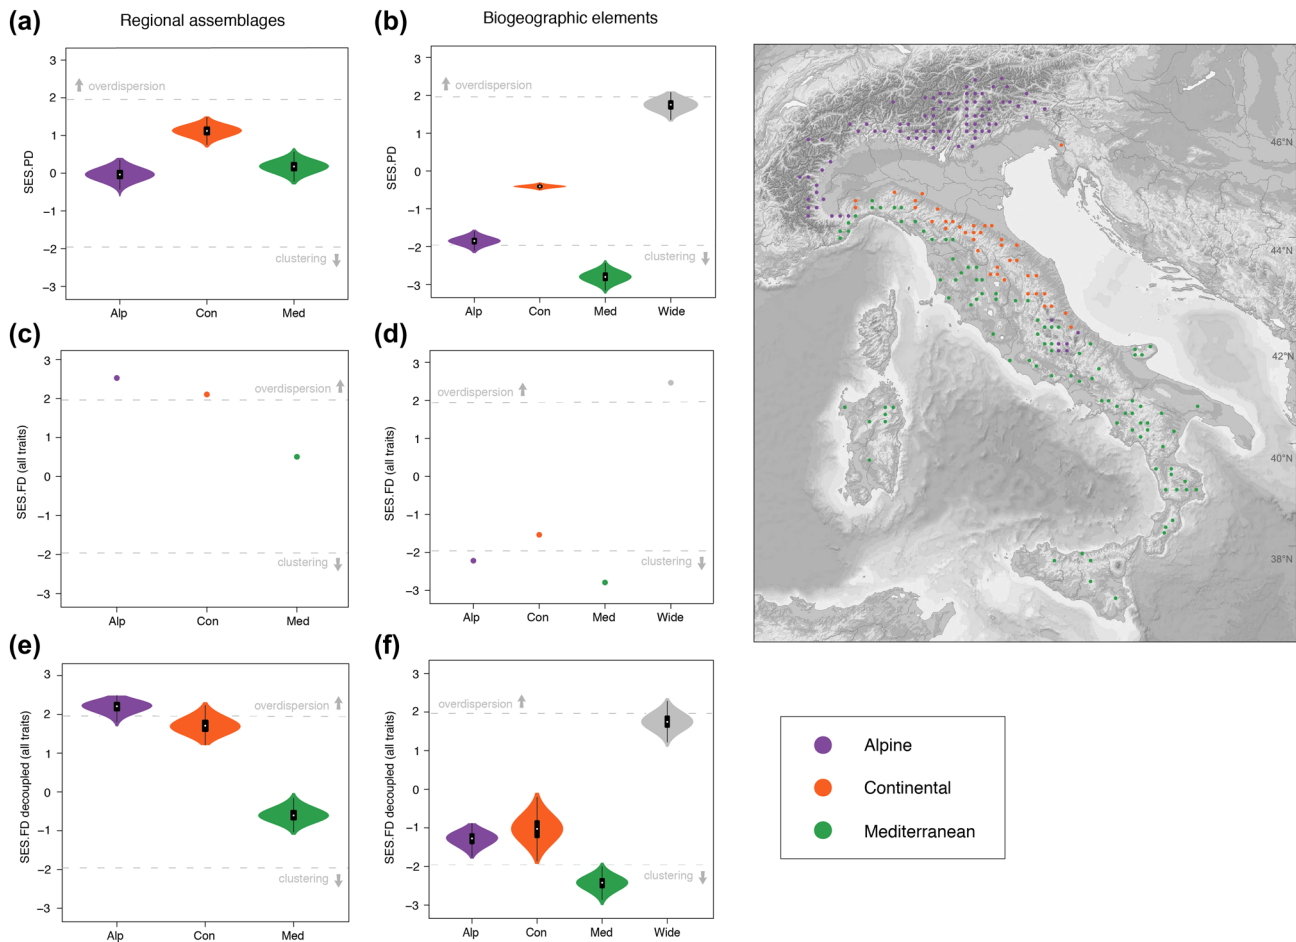 (a)
Regional assemblages
SES.PD
3
2
1
0
−1
−2
−3
overdispersion
clustering
Alp
Con
Med
(b)
Biogeographic elements
SES.PD
3
2
1
0
−1
−2
−3
overdispersion
clustering
Alp
Con
Med
Wide
(c)
SES.FD (all traits)
3
2
1
0
−1
−2
−3
overdispersion
clustering
Alp
Con
Med
(d)
SES.FD (all traits)
3
2
1
0
−1
−2
−3
overdispersion
clustering
Alp
Con
Med
Wide
(e)
SES.FD decoupled (all traits)
3
2
1
0
−1
−2
−3
overdispersion
clustering
Alp
Con
Med
(f)
SES.FD decoupled (all traits)
3
2
1
0
−1
−2
−3
overdispersion
clustering
Alp
Con
Med
Wide
46°N
44°N
42°N
40°N
38°N
Alpine
Continental
Mediterranean